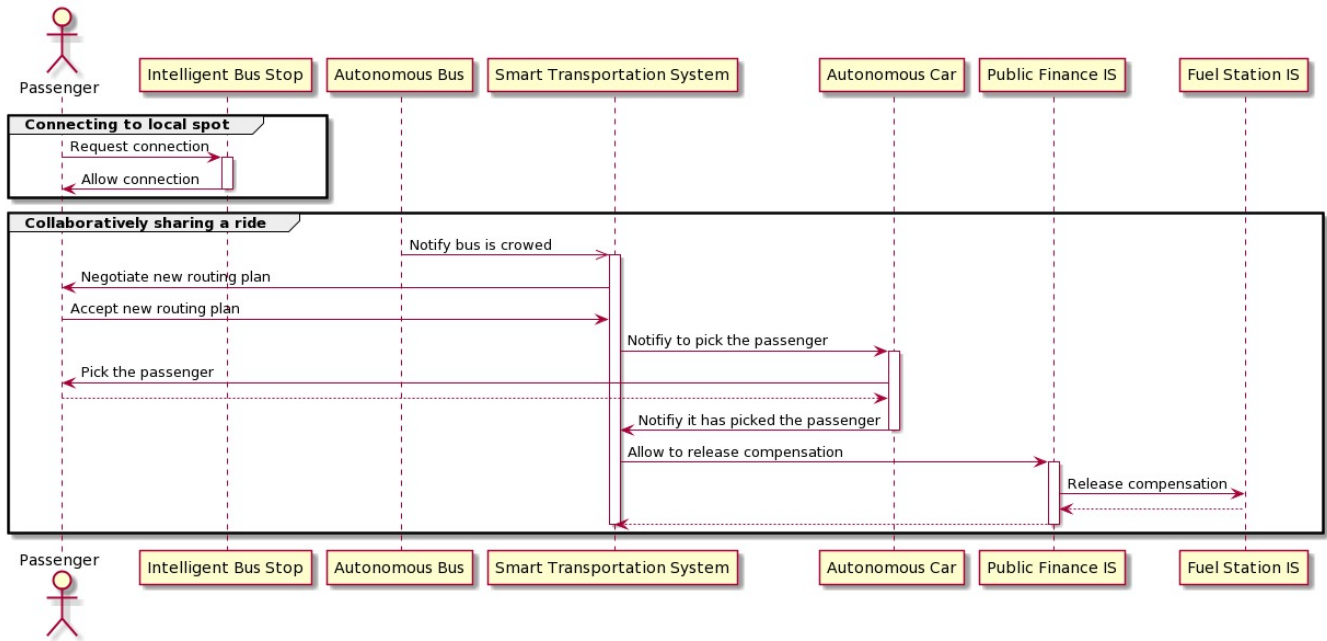 Passenger
Intelligent Bus Stop
Autonomous Bus
Smart Transportation System
Autonomous Car
Public Finance IS
Fuel Station IS
Connecting to local spot
Request connection
Allow connection
Collaboratively sharing a ride
Notify bus is crowed
Negotiate new routing plan
Accept new routing plan
Notifiy to pick the passenger
Pick the passenger
Notifiy it has picked the passenger
Allow to release compensation
Release compensation
Passenger
Intelligent Bus Stop
Autonomous Bus
Smart Transportation System
Autonomous Car
Public Finance IS
Fuel Station IS